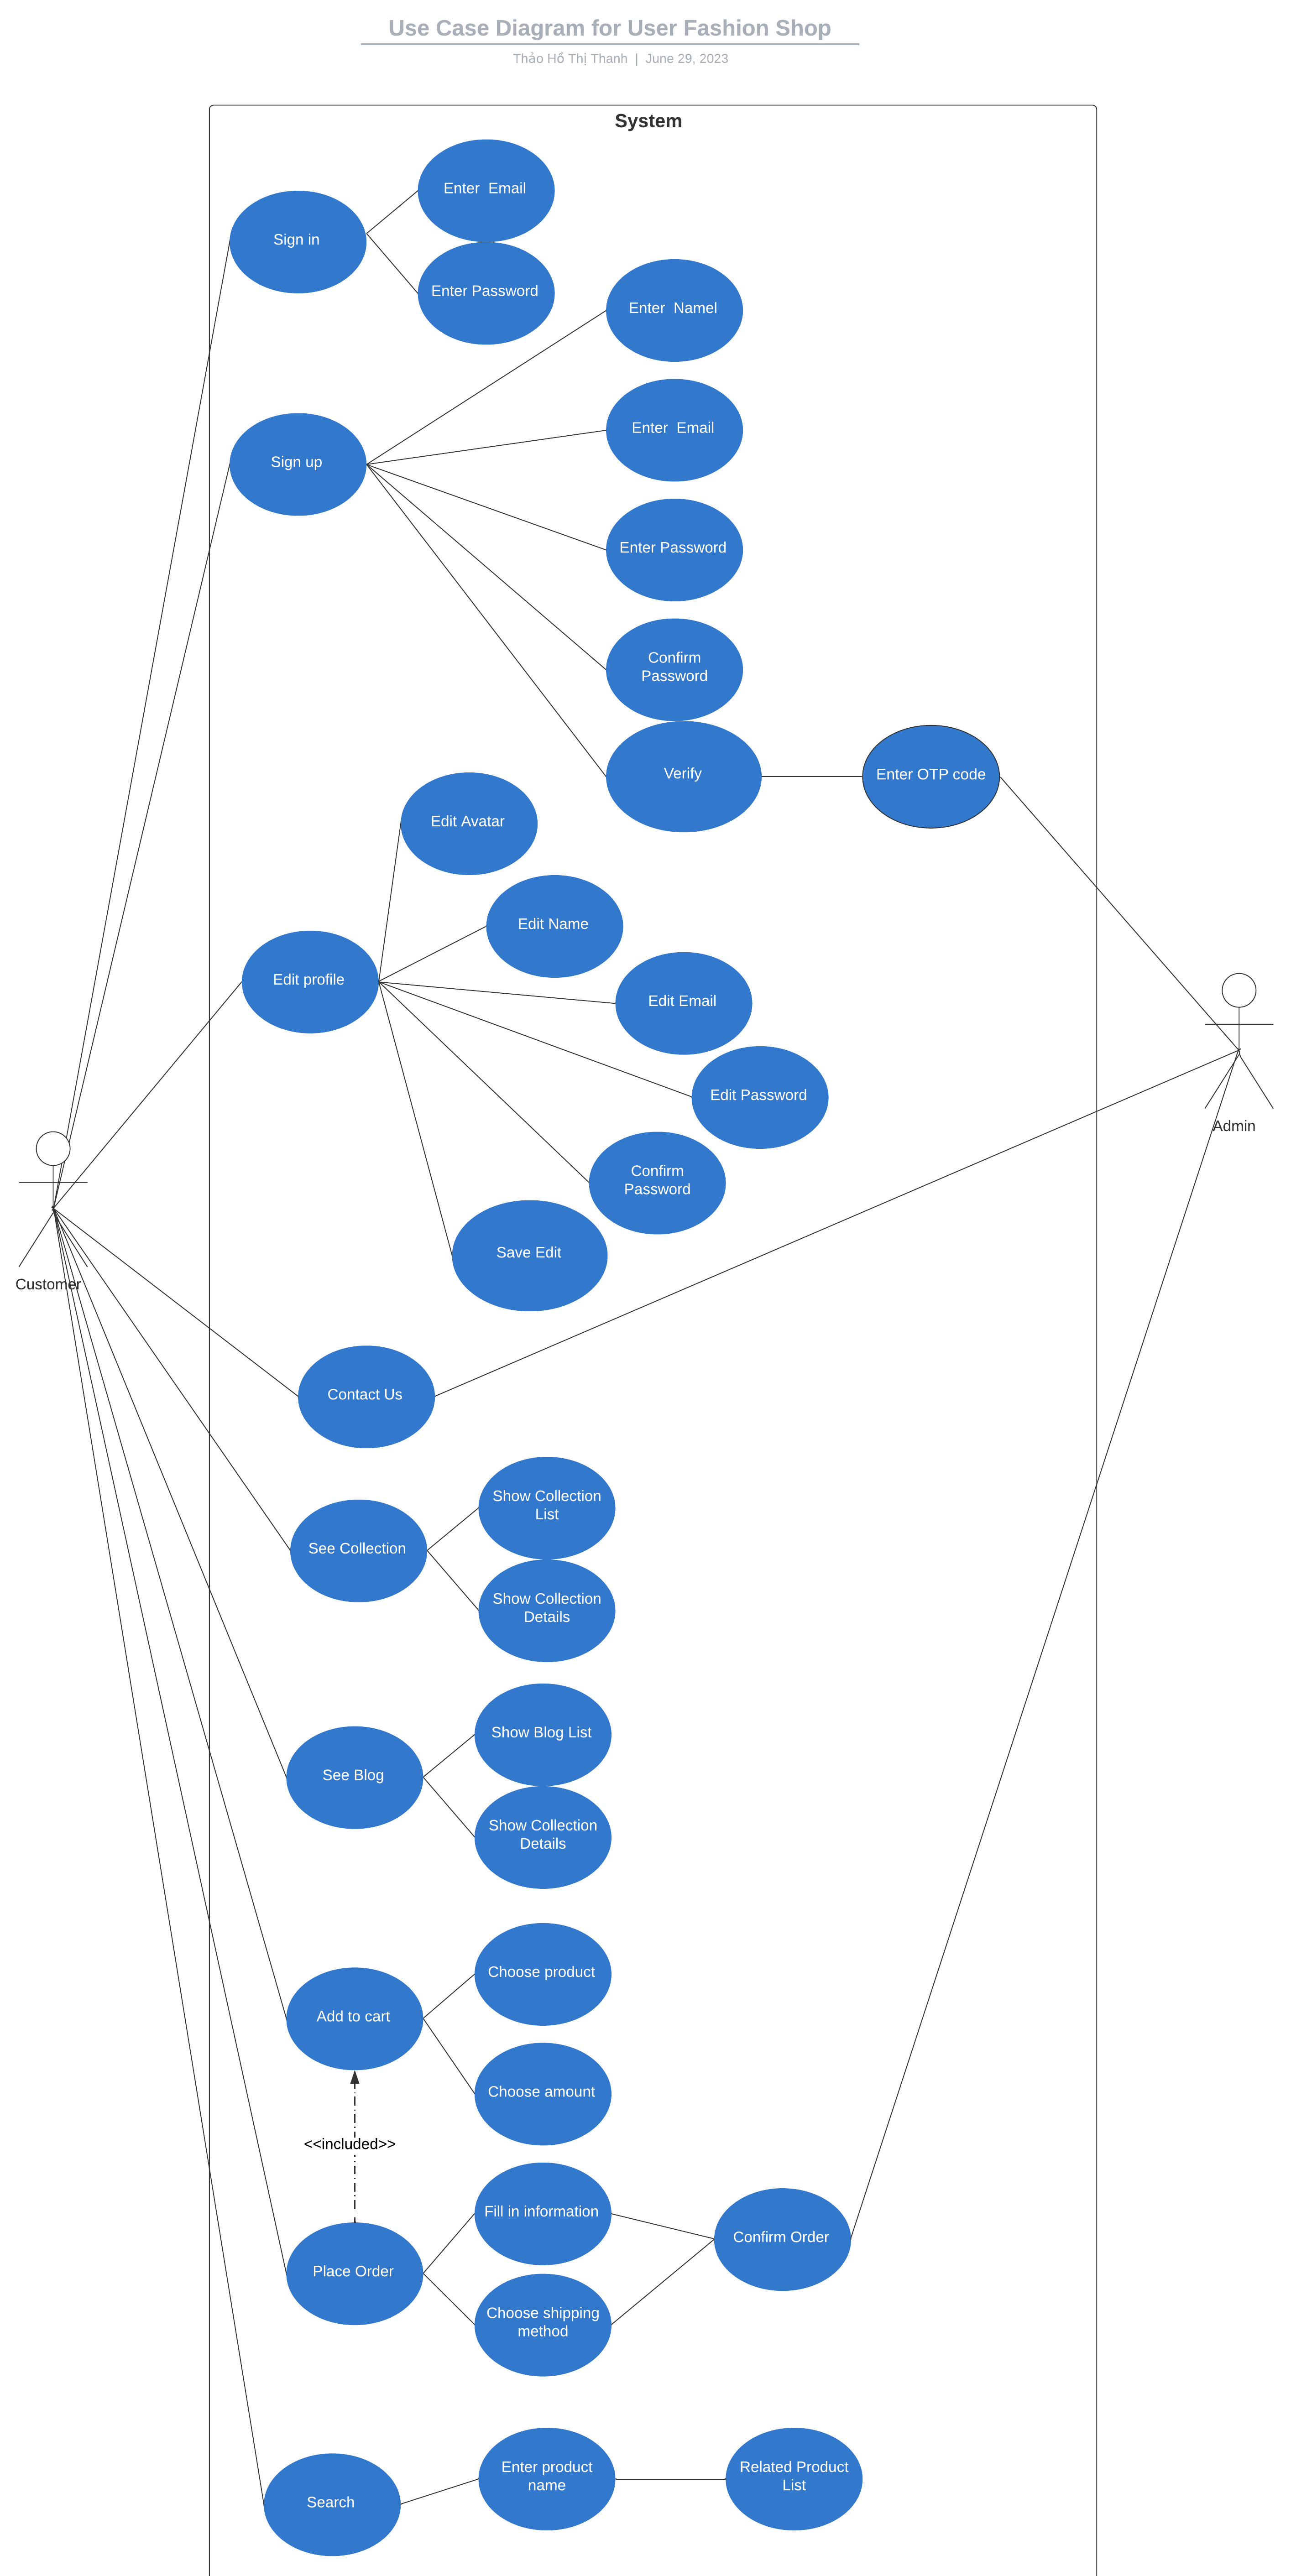 Use Case Diagram for User Fashion Shop
Thảo Hồ Thị Thanh | June 29, 2023
System
Enter Email
Sign in
Enter Password
Enter Namel
Enter Email
Sign up
Enter Password
Confirm
Password
Verify
Enter OTP code
Edit Avatar
Edit Name
Edit profile
Edit Email
Edit Password
Admin
Confirm
Password
Save Edit
Customer
Contact Us
Show Collection
List
See Collection
Show Collection
Details
Show Blog List
See Blog
Show Collection
Details
Choose product
Add to cart
Choose amount
<<included>>
Fill in information
Confirm Order
Place Order
Choose shipping
method
Enter product
name
Related Product
List
Search